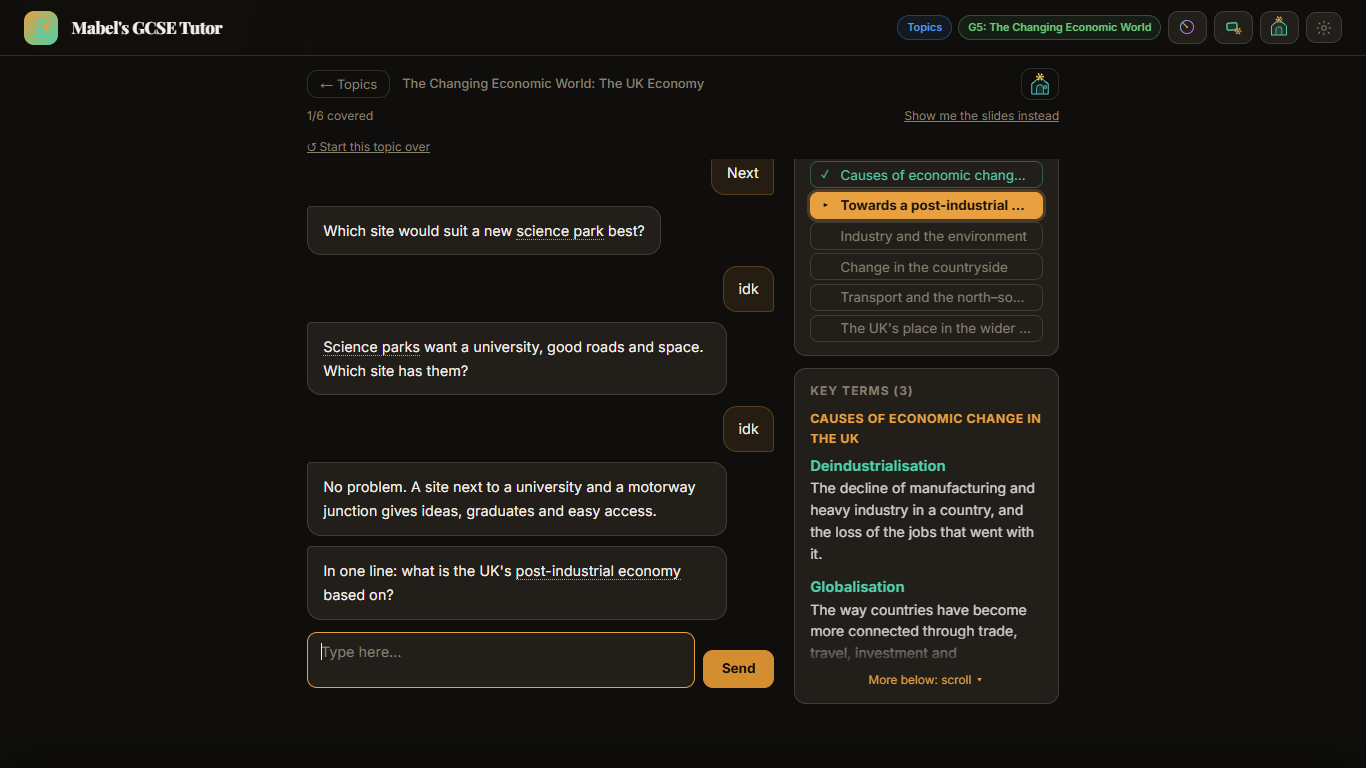 Mabel's GCSE Tutor
Topics
G5: The Changing Economic World
← Topics
The Changing Economic World: The UK Economy
1/6 covered
Show me the slides instead
↺ Start this topic over
Next
Which site would suit a new science park best?
idk
Science parks want a university, good roads and space.
Which site has them?
idk
No problem. A site next to a university and a motorway
junction gives ideas, graduates and easy access.
In one line: what is the UK's post-industrial economy
based on?
Type here...
Send
✓ Causes of economic chang...
▸ Towards a post-industrial ...
Industry and the environment
Change in the countryside
Transport and the north–so...
The UK's place in the wider ...
KEY TERMS (3)
CAUSES OF ECONOMIC CHANGE IN
THE UK
Deindustrialisation
The decline of manufacturing and
heavy industry in a country, and
the loss of the jobs that went with
it.
Globalisation
The way countries have become
more connected through trade,
travel, investment and
More below: scroll ▾